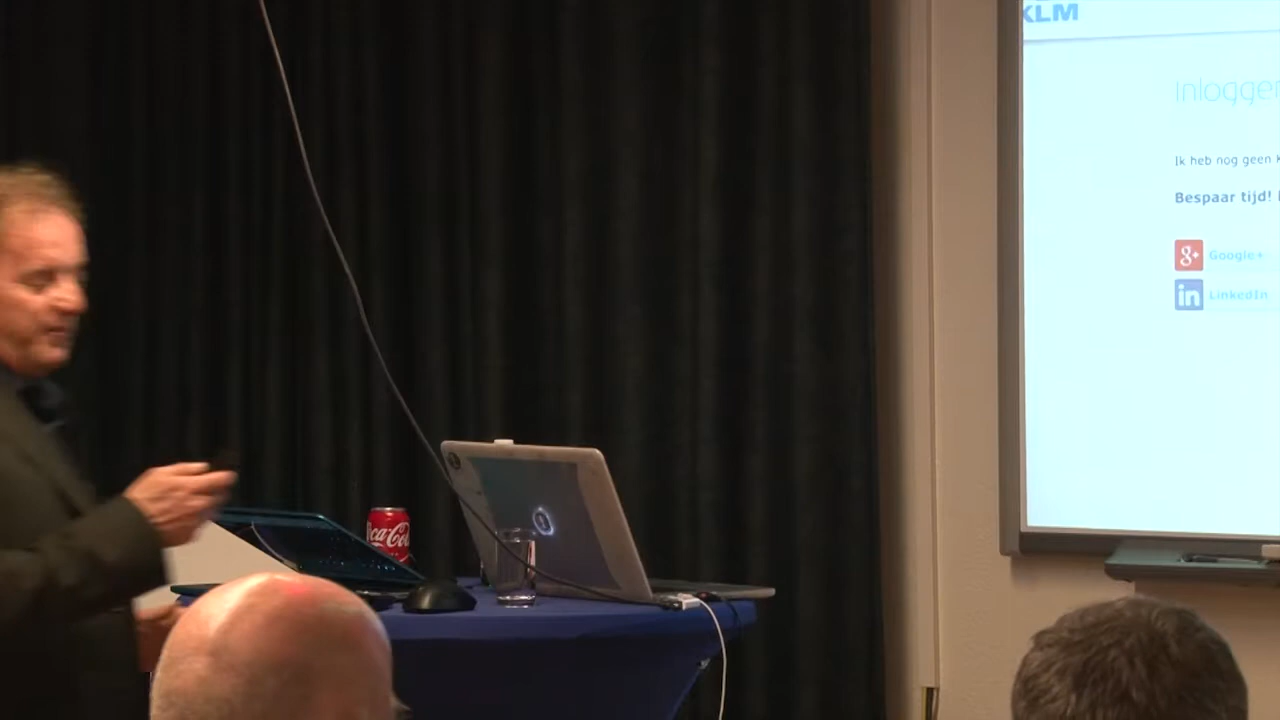 KLM
Inloggen
Ik heb nog geen
Bespaar tijd!
Google+
LinkedIn
Coca-Cola